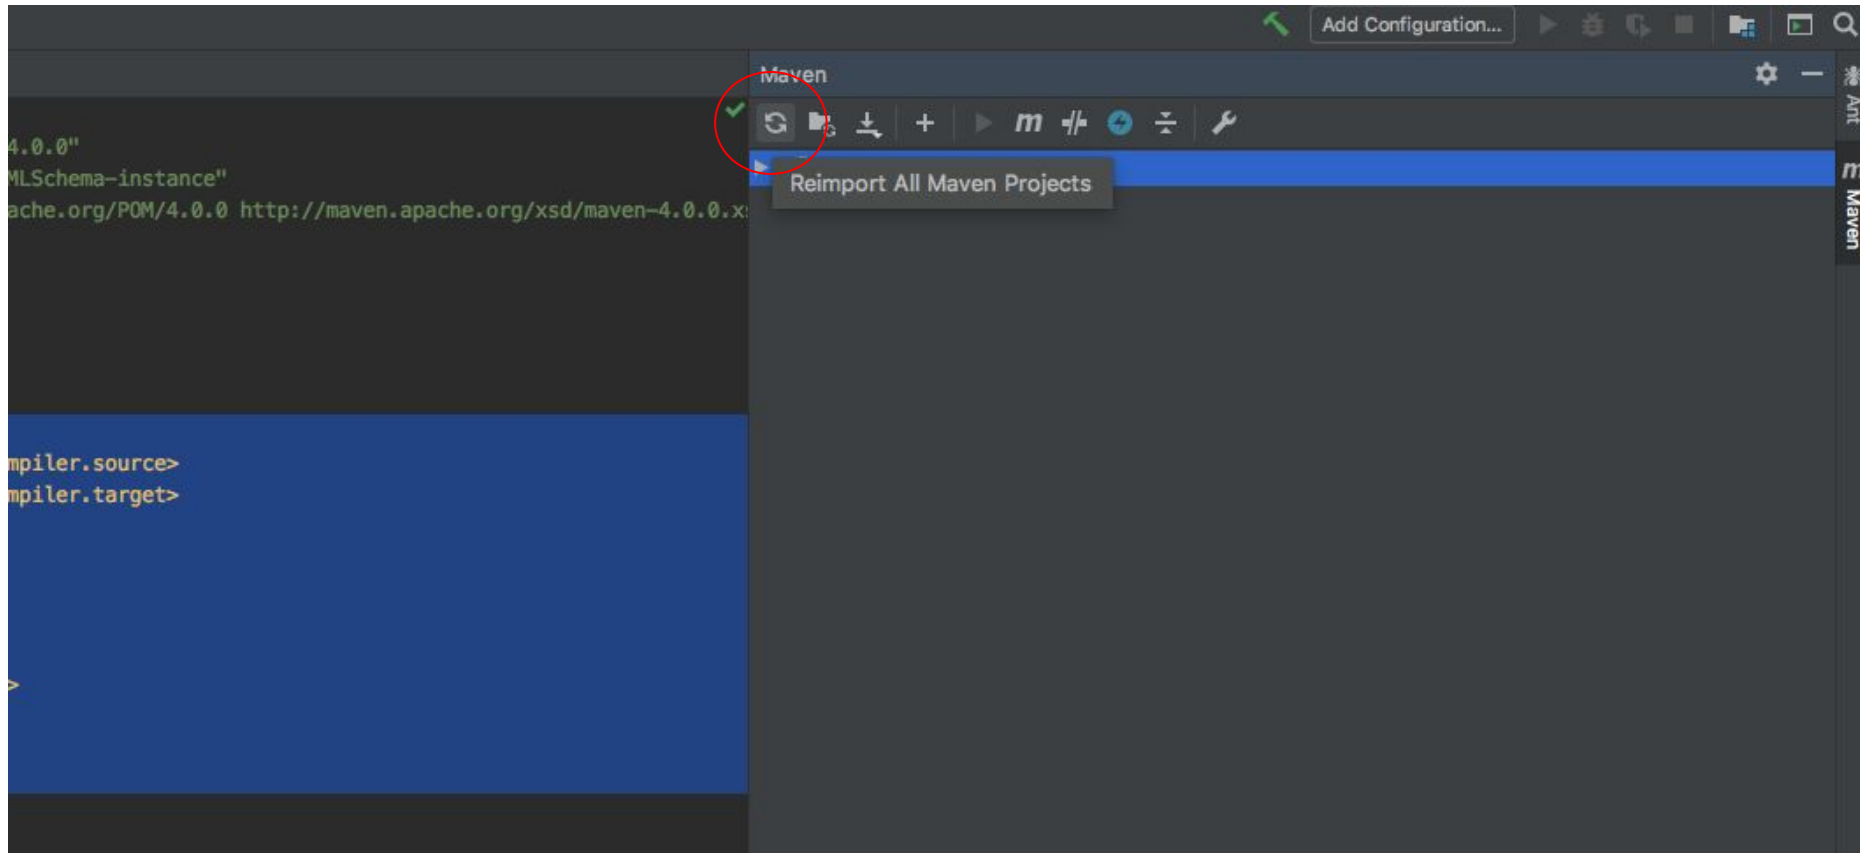 Add Configuration...
Maven
Ant
Maven
Reimport All Maven Projects
4.0.0"
MLSchema-instance"
ache.org/POM/4.0.0 http://maven.apache.org/xsd/maven-4.0.0.x
mpiler.source>
mpiler.target>
>